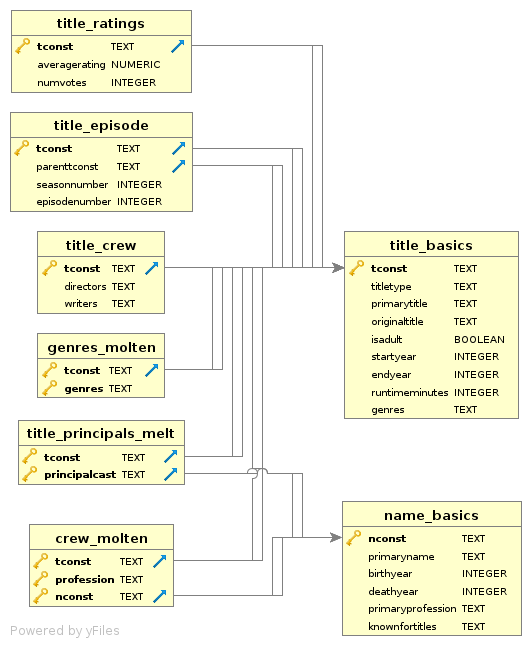 title_ratings
tconst TEXT
averagerating NUMERIC
numvotes INTEGER
title_episode
tconst TEXT
parenttconst TEXT
seasonnumber INTEGER
episodenumber INTEGER
title_crew
tconst TEXT
directors TEXT
writers TEXT
genres_molten
tconst TEXT
genres TEXT
title_principals_melt
tconst TEXT
principalcast TEXT
crew_molten
tconst TEXT
profession TEXT
nconst TEXT
title_basics
tconst TEXT
titletype TEXT
primarytitle TEXT
originaltitle TEXT
isadult BOOLEAN
startyear INTEGER
endyear INTEGER
runtimeminutes INTEGER
genres TEXT
name_basics
nconst TEXT
primaryname TEXT
birthyear INTEGER
deathyear INTEGER
primaryprofession TEXT
knownfortitles TEXT
Powered by yFiles